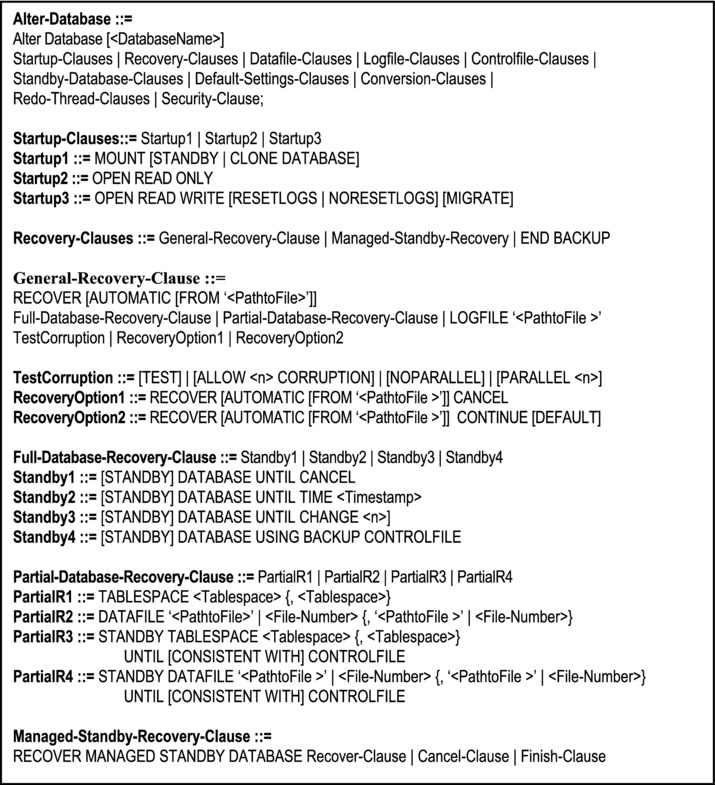 Alter-Database ::=
Alter Database [<DatabaseName>]
Startup-Clauses | Recovery-Clauses | Datafile-Clauses | Logfile-Clauses | Controlfile-Clauses |
Standby-Database-Clauses | Default-Settings-Clauses | Conversion-Clauses |
Redo-Thread-Clauses | Security-Clause;
Startup-Clauses::= Startup1 | Startup2 | Startup3
Startup1 ::= MOUNT [STANDBY | CLONE DATABASE]
Startup2 ::= OPEN READ ONLY
Startup3 ::= OPEN READ WRITE [RESETLOGS | NORESETLOGS] [MIGRATE]
Recovery-Clauses ::= General-Recovery-Clause | Managed-Standby-Recovery | END BACKUP
General-Recovery-Clause ::=
RECOVER [AUTOMATIC [FROM ‘<PathtoFile>’]]
Full-Database-Recovery-Clause | Partial-Database-Recovery-Clause | LOGFILE ‘<PathtoFile >’
TestCorruption | RecoveryOption1 | RecoveryOption2
TestCorruption ::= [TEST] | [ALLOW <n> CORRUPTION] | [NOPARALLEL] | [PARALLEL <n>]
RecoveryOption1 ::= RECOVER [AUTOMATIC [FROM ‘<PathtoFile >’]] CANCEL
RecoveryOption2 ::= RECOVER [AUTOMATIC [FROM ‘<PathtoFile >’]] CONTINUE [DEFAULT]
Full-Database-Recovery-Clause ::= Standby1 | Standby2 | Standby3 | Standby4
Standby1 ::= [STANDBY] DATABASE UNTIL CANCEL
Standby2 ::= [STANDBY] DATABASE UNTIL TIME <Timestamp>
Standby3 ::= [STANDBY] DATABASE UNTIL CHANGE <n>]
Standby4 ::= [STANDBY] DATABASE USING BACKUP CONTROLFILE
Partial-Database-Recovery-Clause ::= PartialR1 | PartialR2 | PartialR3 | PartialR4
PartialR1 ::= TABLESPACE <Tablespace> {, <Tablespace>}
PartialR2 ::= DATAFILE ‘<PathtoFile>’ | <File-Number> {, ‘<PathtoFile >’ | <File-Number>}
PartialR3 ::= STANDBY TABLESPACE <Tablespace> {, <Tablespace>}
UNTIL [CONSISTENT WITH] CONTROLFILE
PartialR4 ::= STANDBY DATAFILE ‘<PathtoFile >’ | <File-Number> {, ‘<PathtoFile >’ | <File-Number>}
UNTIL [CONSISTENT WITH] CONTROLFILE
Managed-Standby-Recovery-Clause ::=
RECOVER MANAGED STANDBY DATABASE Recover-Clause | Cancel-Clause | Finish-Clause